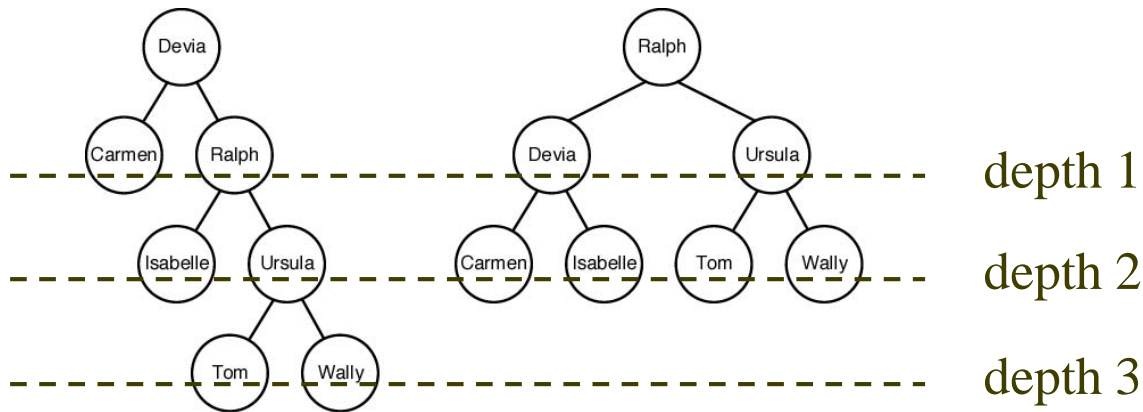 Devia
Ralph
Carmen
Ralph
Devia
Ursula
depth 1
Isabelle
Ursula
Carmen
Isabelle
Tom
Wally
depth 2
Tom
Wally
depth 3